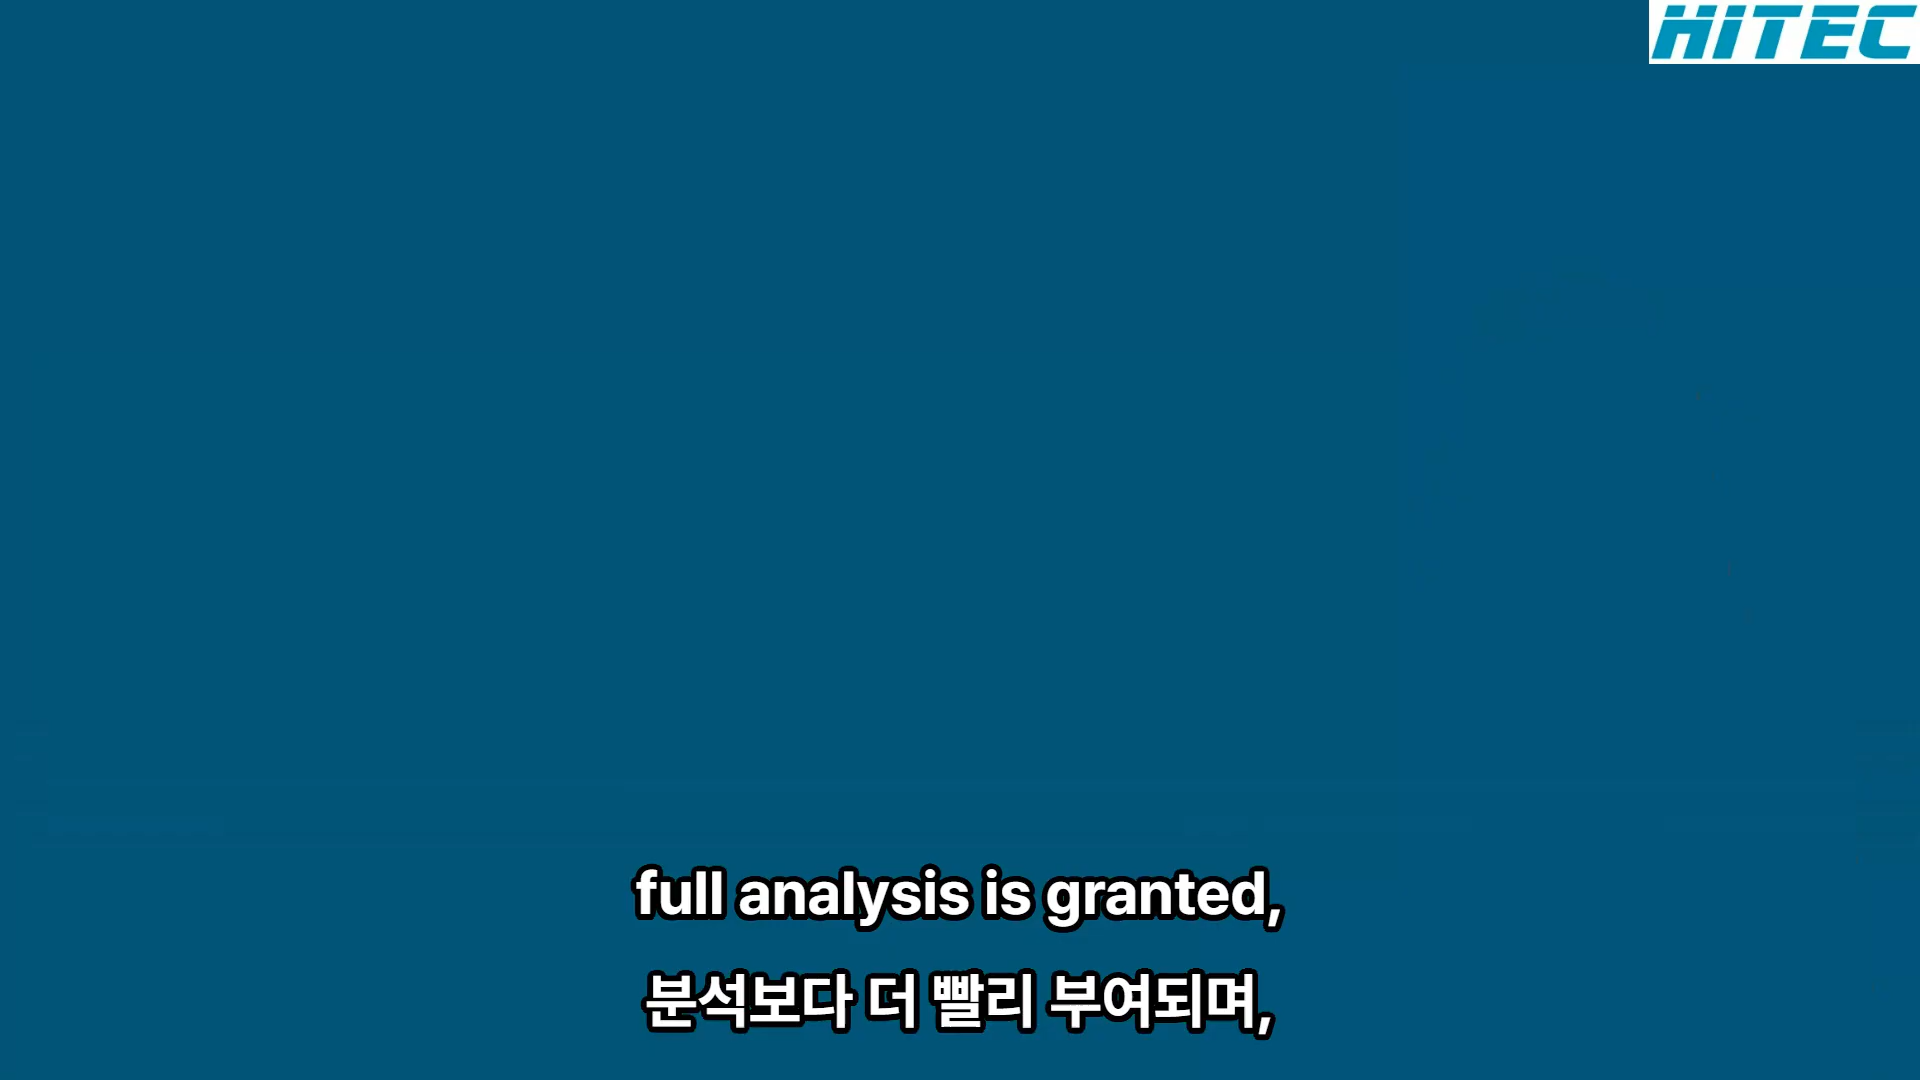 HiTEC
full analysis is granted,
분석보다 더 빨리 부여되며,